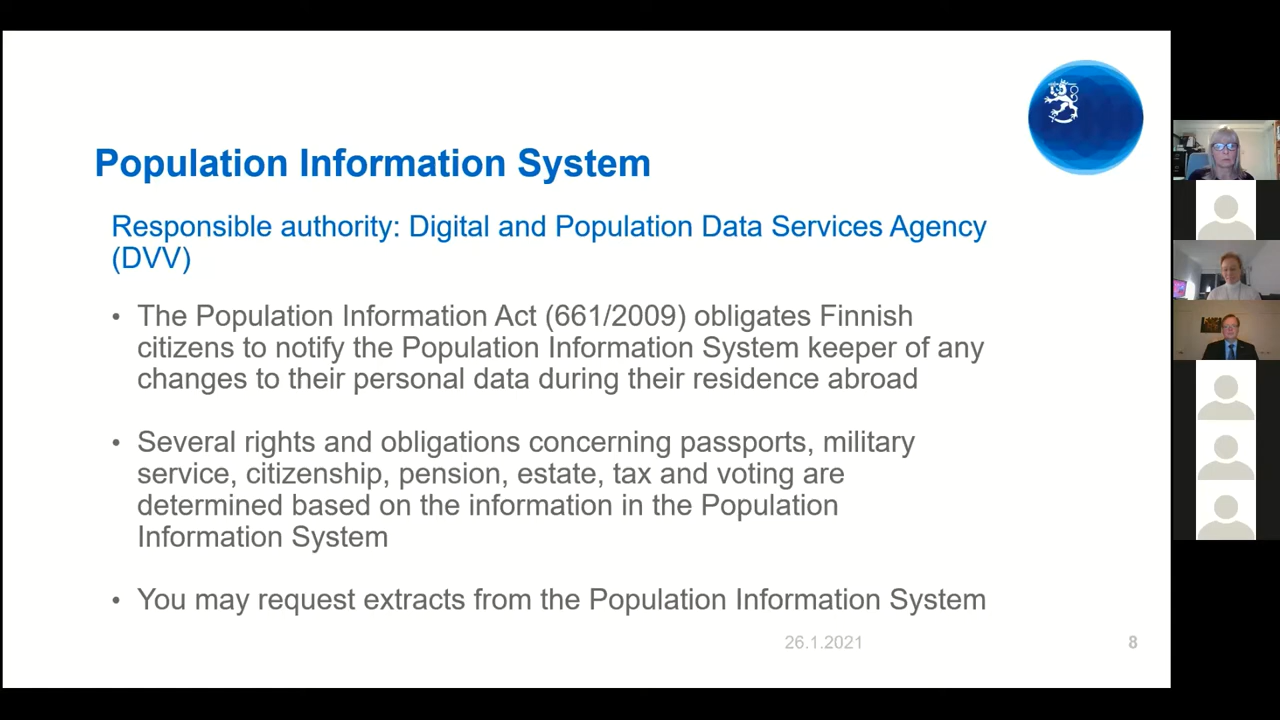 Population Information System
Responsible authority: Digital and Population Data Services Agency
(DVV)
• The Population Information Act (661/2009) obligates Finnish
citizens to notify the Population Information System keeper of any
changes to their personal data during their residence abroad
• Several rights and obligations concerning passports, military
service, citizenship, pension, estate, tax and voting are
determined based on the information in the Population
Information System
• You may request extracts from the Population Information System
26.1.2021
8